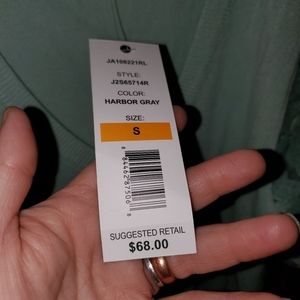 JA108221RL
STYLE:
J2S65714R
COLOR:
HARBOR GRAY
SIZE:
S
SUGGESTED RETAIL
$68.00